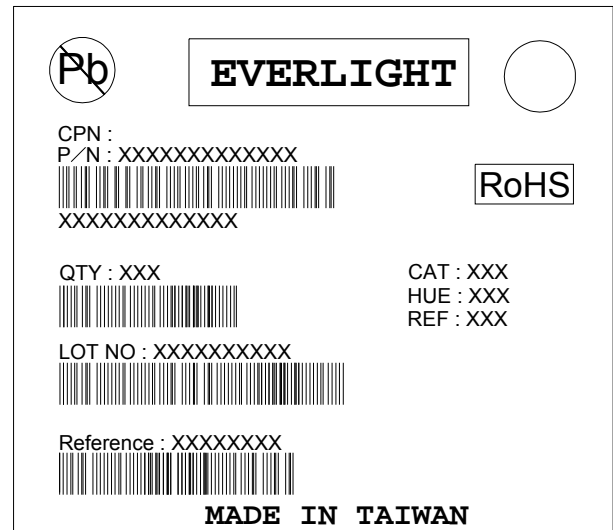 Pb
EVERLIGHT
CPN :
P/N : XXXXXXXXXXXXX
RoHS
XXXXXXXXXXXXX
QTY : XXX
CAT : XXX
HUE : XXX
REF : XXX
LOT NO : XXXXXXXXXX
Reference : XXXXXXXX
MADE IN TAIWAN